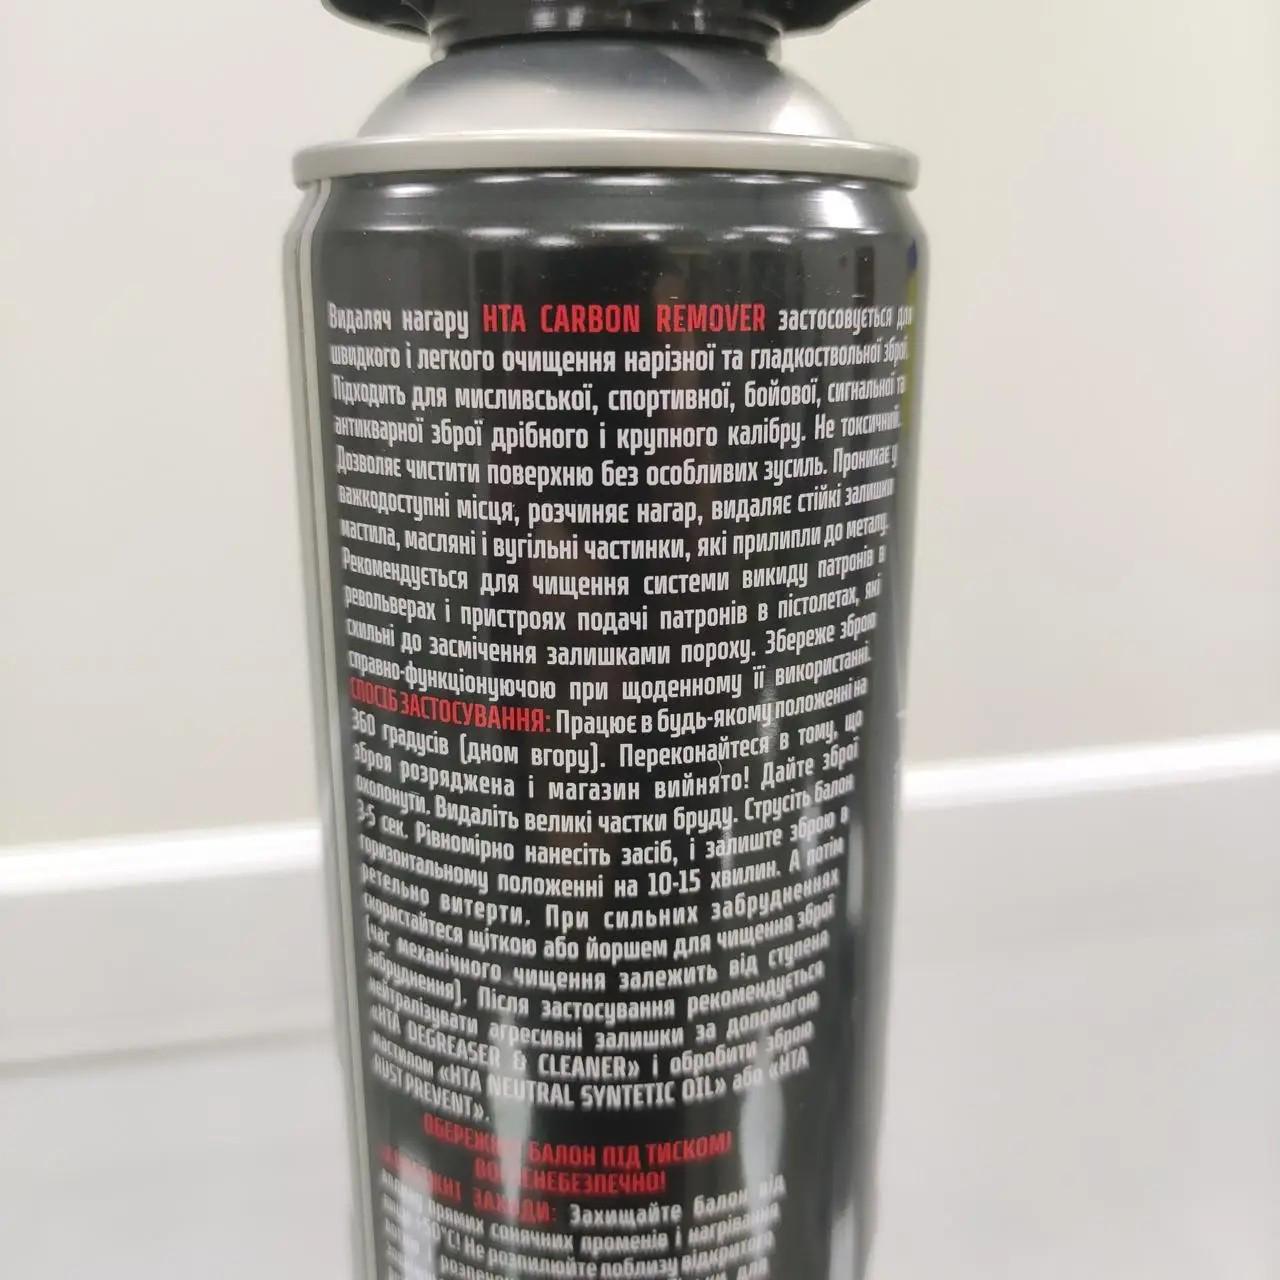 Видаляч нагару HTA CARBON REMOVER застосовується для
швидкого і легкого очищення нарізної та гладкоствольної зброї.
Підходить для мисливської, спортивної, бойової, сигнальної та
антикварної зброї дрібного і крупного калібру. Не токсичний.
Дозволяє чистити поверхню без особливих зусиль. Проникає у
важкодоступні місця, розчиняє нагар, видаляє стійкі залишки
мастила, масляні і вугільні частинки, які прилипли до металу.
Рекомендується для чищення системи викиду патронів в
револьверах і пристроях подачі патронів в пістолетах, які
схильні до засмічення залишками пороху. Збереже зброю
справно-функціонуючою при щоденному її використанні.
СПОСІБ ЗАСТОСУВАННЯ: Працює в будь-якому положенні на
360 градусів (дном вгору). Переконайтеся в тому, що
зброя розряджена і магазин вийнято! Дайте зброї
охолонути. Видаліть великі частки бруду. Струсіть балон
3-5 сек. Рівномірно нанесіть засіб, і залиште зброю в
горизонтальному положенні на 10-15 хвилин. А потім
ретельно витерти. При сильних забрудненнях
скористайтеся щіткою або йоршем для чищення зброї
(час механічного чищення залежить від ступеня
забруднення). Після застосування рекомендується
нейтралізувати агресивні залишки за допомогою
«HTA DEGREASER & CLEANER» і обробити зброю
мастилом «HTA NEUTRAL SYNTETIC OIL» або «HTA
RUST PREVENT».
ОБЕРЕЖНО! БАЛОН ПІД ТИСКОМ!
ВОГНЕНЕБЕЗПЕЧНО!
ЗАХОДИ: Захищайте балон від
прямих сонячних променів і нагрівання
50°С! Не розпилюйте поблизу відкритого